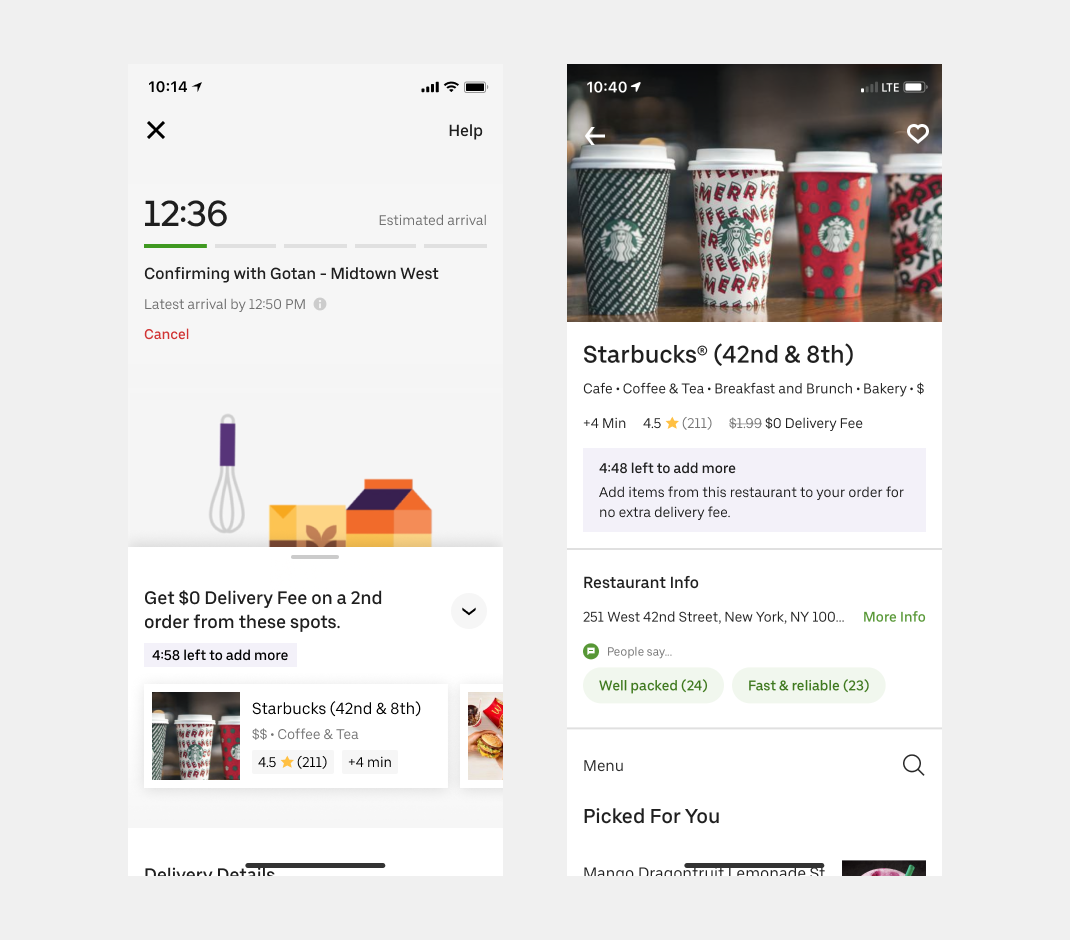 10:14
Help
12:36
Estimated arrival
Confirming with Gotan - Midtown West
Latest arrival by 12:50 PM
Cancel
Get $0 Delivery Fee on a 2nd
order from these spots.
4:58 left to add more
Starbucks (42nd & 8th)
$$ • Coffee & Tea
4.5 (211) +4 min
Delivery Details
10:40
LTE
Starbucks® (42nd & 8th)
Cafe • Coffee & Tea • Breakfast and Brunch • Bakery • $
+4 Min 4.5 (211) $1.99 $0 Delivery Fee
4:48 left to add more
Add items from this restaurant to your order for
no extra delivery fee.
Restaurant Info
251 West 42nd Street, New York, NY 100... More Info
People say...
Well packed (24) Fast & reliable (23)
Menu
Picked For You
Mango Dragonfruit Lemonade St